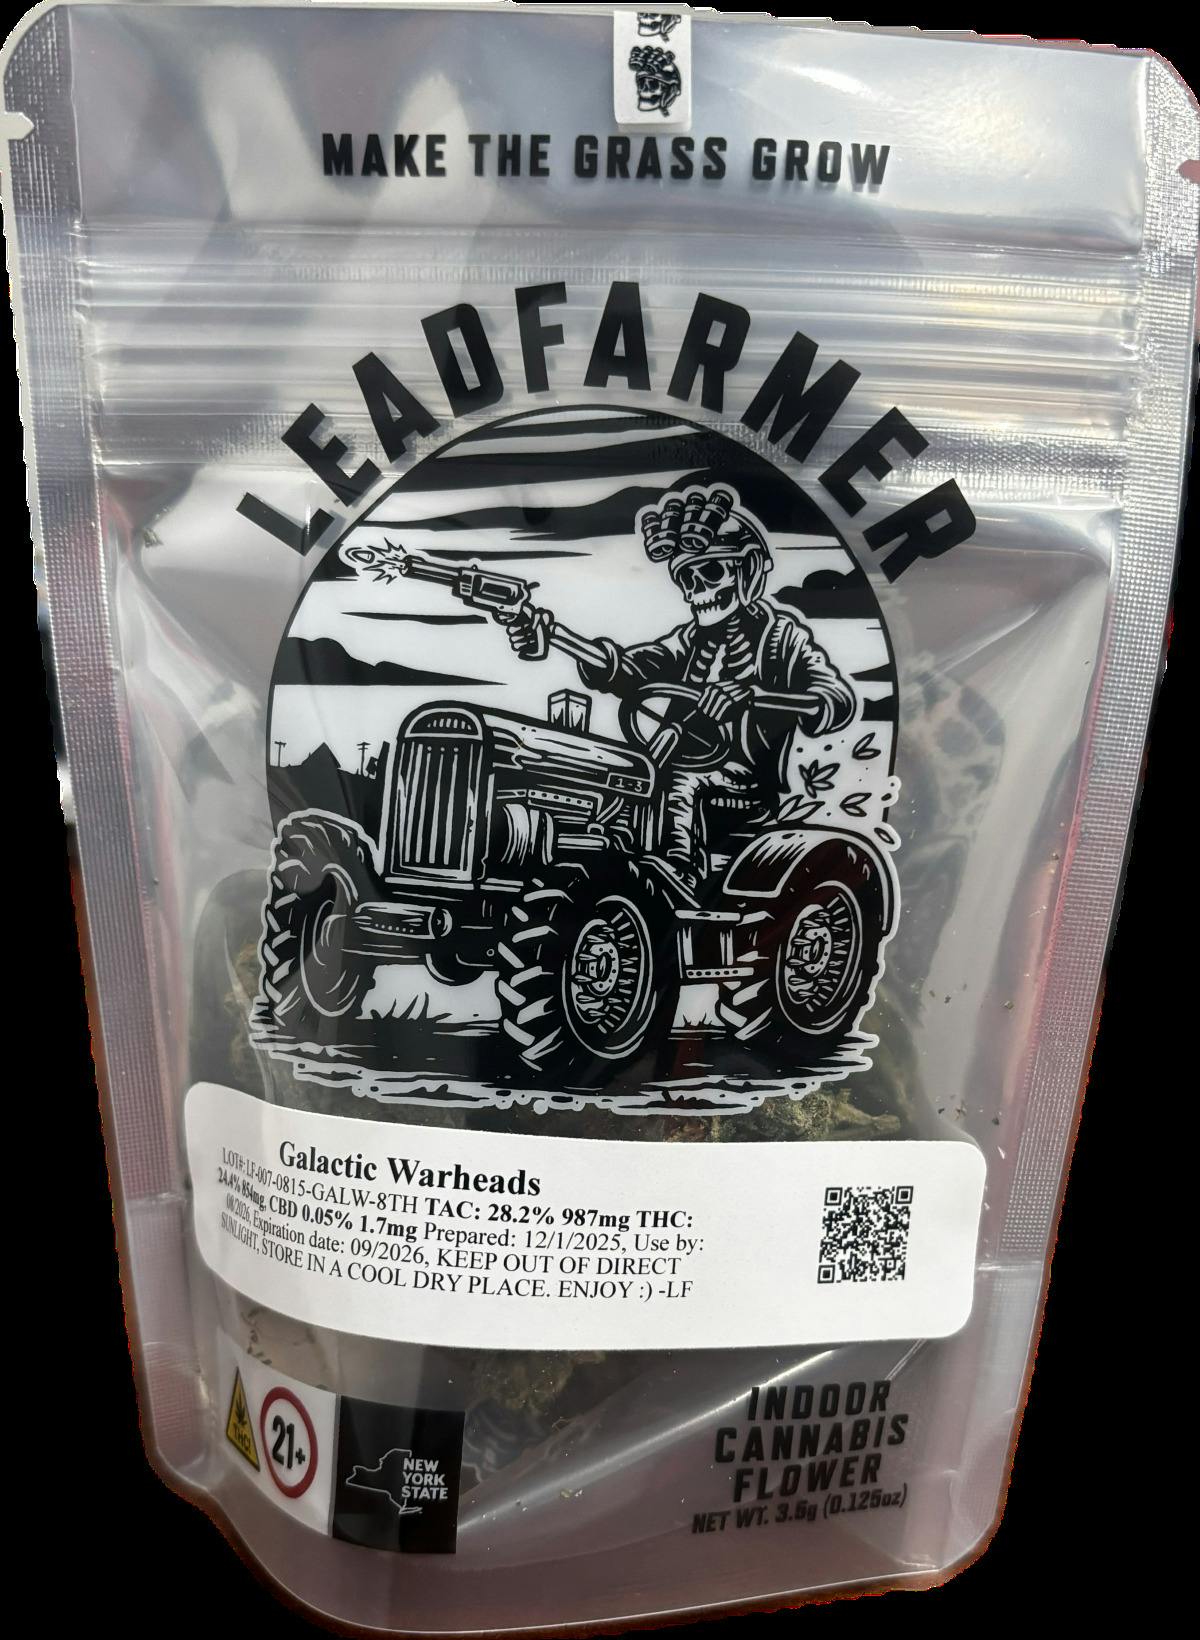 MAKE THE GRASS GROW
LEADFARMER
1-3
Galactic Warheads
LOT#: LF-007-0815-GALW-8TH TAC: 28.2% 987mg THC:
24.4% 854mg, CBD 0.05% 1.7mg Prepared: 12/1/2025, Use by:
08/2026, Expiration date: 09/2026, KEEP OUT OF DIRECT
SUNLIGHT, STORE IN A COOL DRY PLACE. ENJOY :) -LF
THC!
21+
NEW
YORK
STATE
INDOOR
CANNABIS
FLOWER
NET WT. 3.5g (0.125oz)